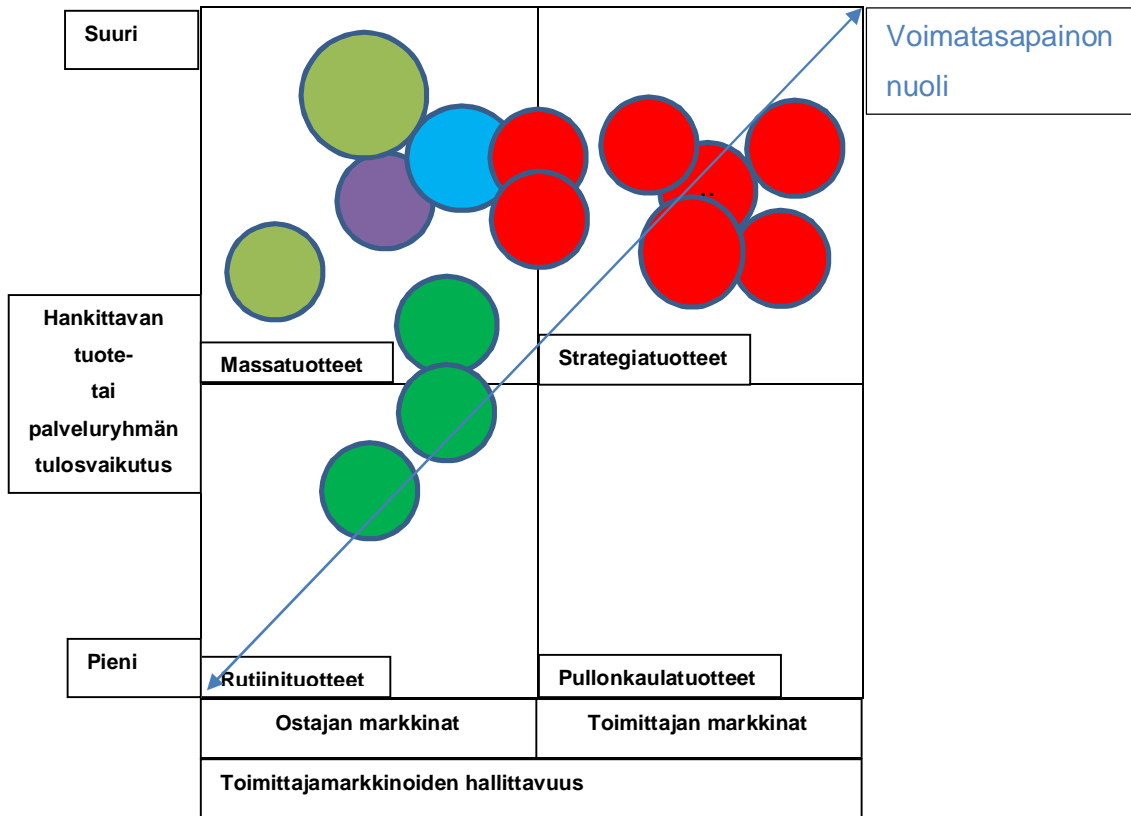 Suuri
Voimatasapainon
nuoli
Hankittavan
tuote-
tai
palveluryhmän
tulosvaikutus
Massatuotteet
Strategiatuotteet
Pieni
Rutiinituotteet
Pullonkaulatuotteet
Ostajan markkinat
Toimittajan markkinat
Toimittajamarkkinoiden hallittavuus